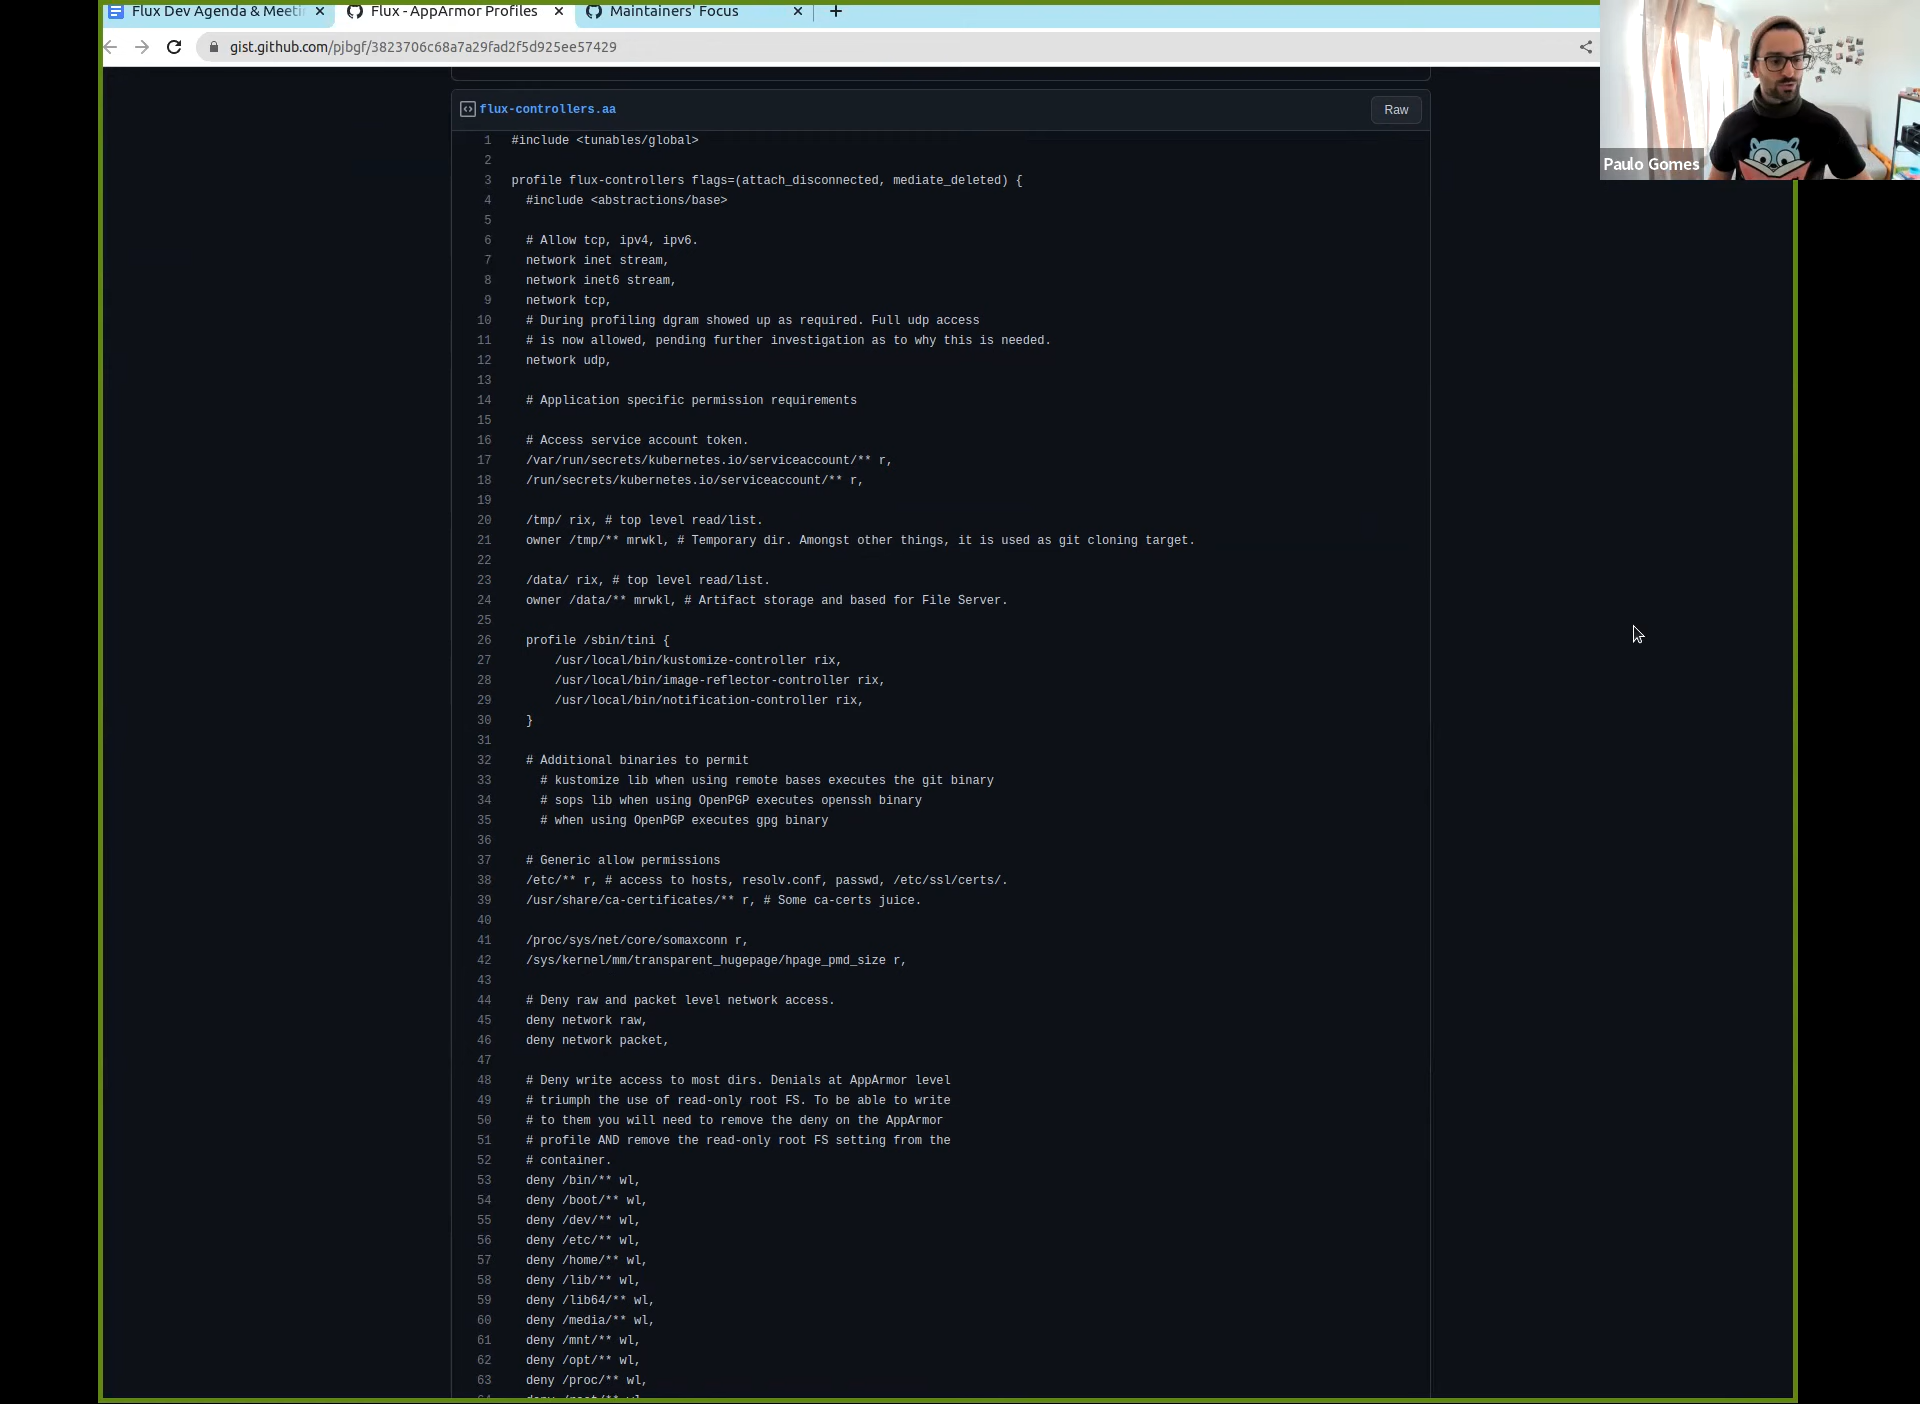 Flux Dev Agenda & Meeti
Flux - AppArmor Profiles
Maintainers' Focus
gist.github.com/pjbgf/3823706c68a7a29fad2f5d925ee57429
Paulo Gomes
flux-controllers.aa
Raw
1 #include <tunables/global>
2
3 profile flux-controllers flags=(attach_disconnected, mediate_deleted) {
4 #include <abstractions/base>
5
6 # Allow tcp, ipv4, ipv6.
7 network inet stream,
8 network inet6 stream,
9 network tcp,
10 # During profiling dgram showed up as required. Full udp access
11 # is now allowed, pending further investigation as to why this is needed.
12 network udp,
13
14 # Application specific permission requirements
15
16 # Access service account token.
17 /var/run/secrets/kubernetes.io/serviceaccount/** r,
18 /run/secrets/kubernetes.io/serviceaccount/** r,
19
20 /tmp/ rix, # top level read/list.
21 owner /tmp/** mrwkl, # Temporary dir. Amongst other things, it is used as git cloning target.
22
23 /data/ rix, # top level read/list.
24 owner /data/** mrwkl, # Artifact storage and based for File Server.
25
26 profile /sbin/tini {
27 /usr/local/bin/kustomize-controller rix,
28 /usr/local/bin/image-reflector-controller rix,
29 /usr/local/bin/notification-controller rix,
30 }
31
32 # Additional binaries to permit
33 # kustomize lib when using remote bases executes the git binary
34 # sops lib when using OpenPGP executes openssh binary
35 # when using OpenPGP executes gpg binary
36
37 # Generic allow permissions
38 /etc/** r, # access to hosts, resolv.conf, passwd, /etc/ssl/certs/.
39 /usr/share/ca-certificates/** r, # Some ca-certs juice.
40
41 /proc/sys/net/core/somaxconn r,
42 /sys/kernel/mm/transparent_hugepage/hpage_pmd_size r,
43
44 # Deny raw and packet level network access.
45 deny network raw,
46 deny network packet,
47
48 # Deny write access to most dirs. Denials at AppArmor level
49 # triumph the use of read-only root FS. To be able to write
50 # to them you will need to remove the deny on the AppArmor
51 # profile AND remove the read-only root FS setting from the
52 # container.
53 deny /bin/** wl,
54 deny /boot/** wl,
55 deny /dev/** wl,
56 deny /etc/** wl,
57 deny /home/** wl,
58 deny /lib/** wl,
59 deny /lib64/** wl,
60 deny /media/** wl,
61 deny /mnt/** wl,
62 deny /opt/** wl,
63 deny /proc/** wl,